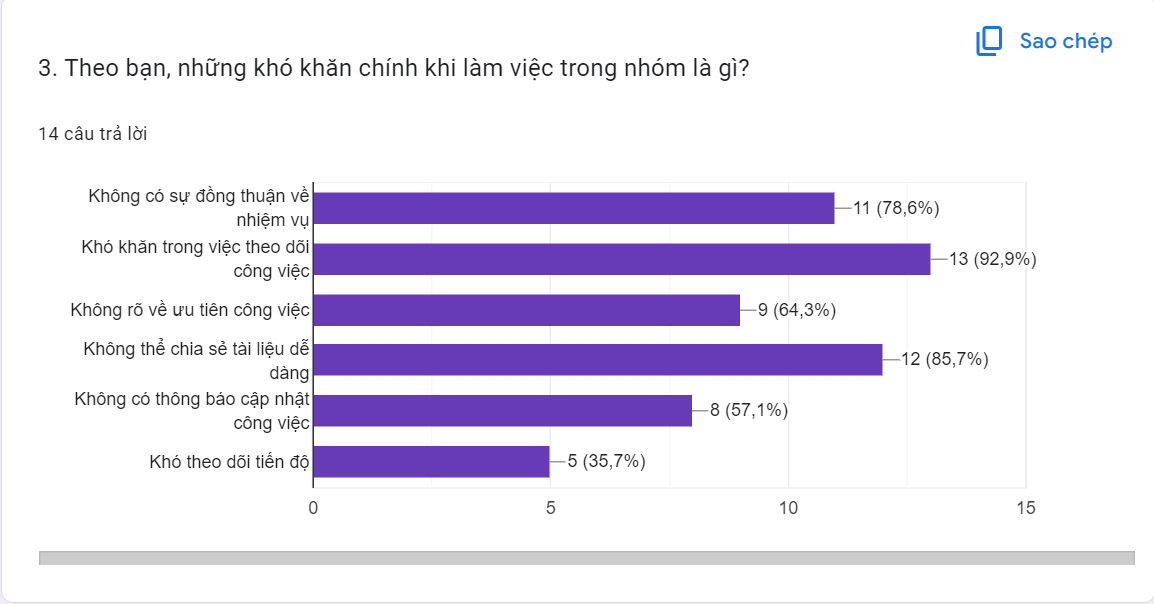 Sao chép
3. Theo bạn, những khó khăn chính khi làm việc trong nhóm là gì?
14 câu trả lời
Không có sự đồng thuận về
nhiệm vụ
11 (78,6%)
Khó khăn trong việc theo dõi
công việc
13 (92,9%)
Không rõ về ưu tiên công việc
9 (64,3%)
Không thể chia sẻ tài liệu dễ
dàng
12 (85,7%)
Không có thông báo cập nhật
công việc
8 (57,1%)
Khó theo dõi tiến độ
5 (35,7%)
0 5 10 15